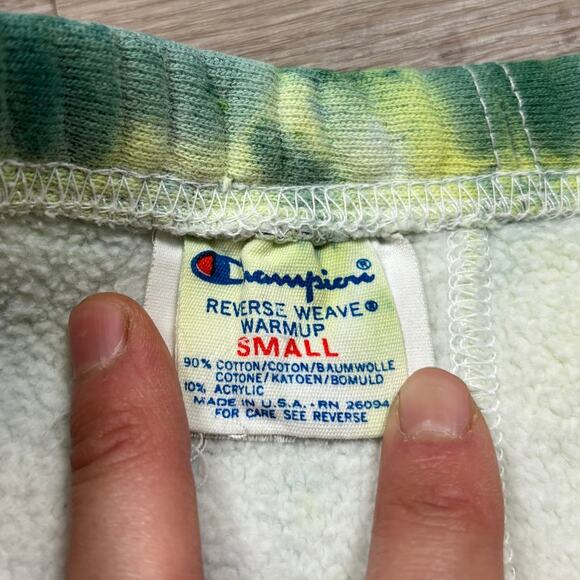 Champion®
REVERSE WEAVE®
WARMUP
SMALL
90% COTTON/COTON/BAUMWOLLE
COTONE/KATOEN/BOMULD
10% ACRYLIC
MADE IN U.S.A. - RN 26094
FOR CARE SEE REVERSE